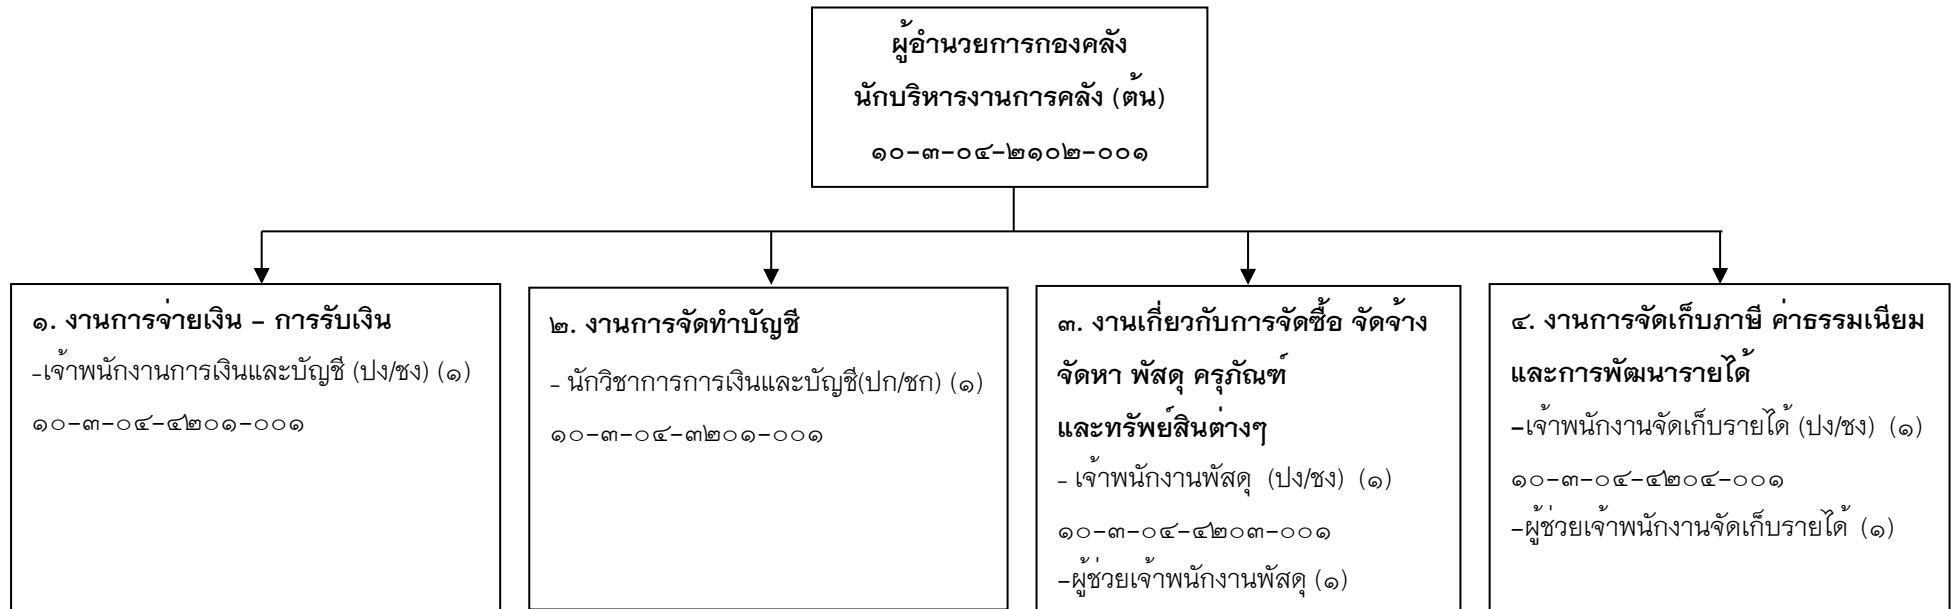 ผู้อำนวยการกองคลัง
นักบริหารงานการคลัง (ต้น)
๑๐-๓-๐๔-๒๑๐๒-๐๐๑
๑. งานการจ่ายเงิน – การรับเงิน
-เจ้าพนักงานการเงินและบัญชี (ปง/ชง) (๑)
๑๐-๓-๐๔-๔๒๐๑-๐๐๑
๒. งานการจัดทำบัญชี
- นักวิชาการการเงินและบัญชี(ปก/ชก) (๑)
๑๐-๓-๐๔-๓๒๐๑-๐๐๑
๓. งานเกี่ยวกับการจัดซื้อ จัดจ้าง
จัดหา พัสดุ ครุภัณฑ์
และทรัพย์สินต่างๆ
- เจ้าพนักงานพัสดุ (ปง/ชง) (๑)
๑๐-๓-๐๔-๔๒๐๓-๐๐๑
-ผู้ช่วยเจ้าพนักงานพัสดุ (๑)
๔. งานการจัดเก็บภาษี ค่าธรรมเนียม
และการพัฒนารายได้
-เจ้าพนักงานจัดเก็บรายได้ (ปง/ชง) (๑)
๑๐-๓-๐๔-๔๒๐๔-๐๐๑
-ผู้ช่วยเจ้าพนักงานจัดเก็บรายได้ (๑)